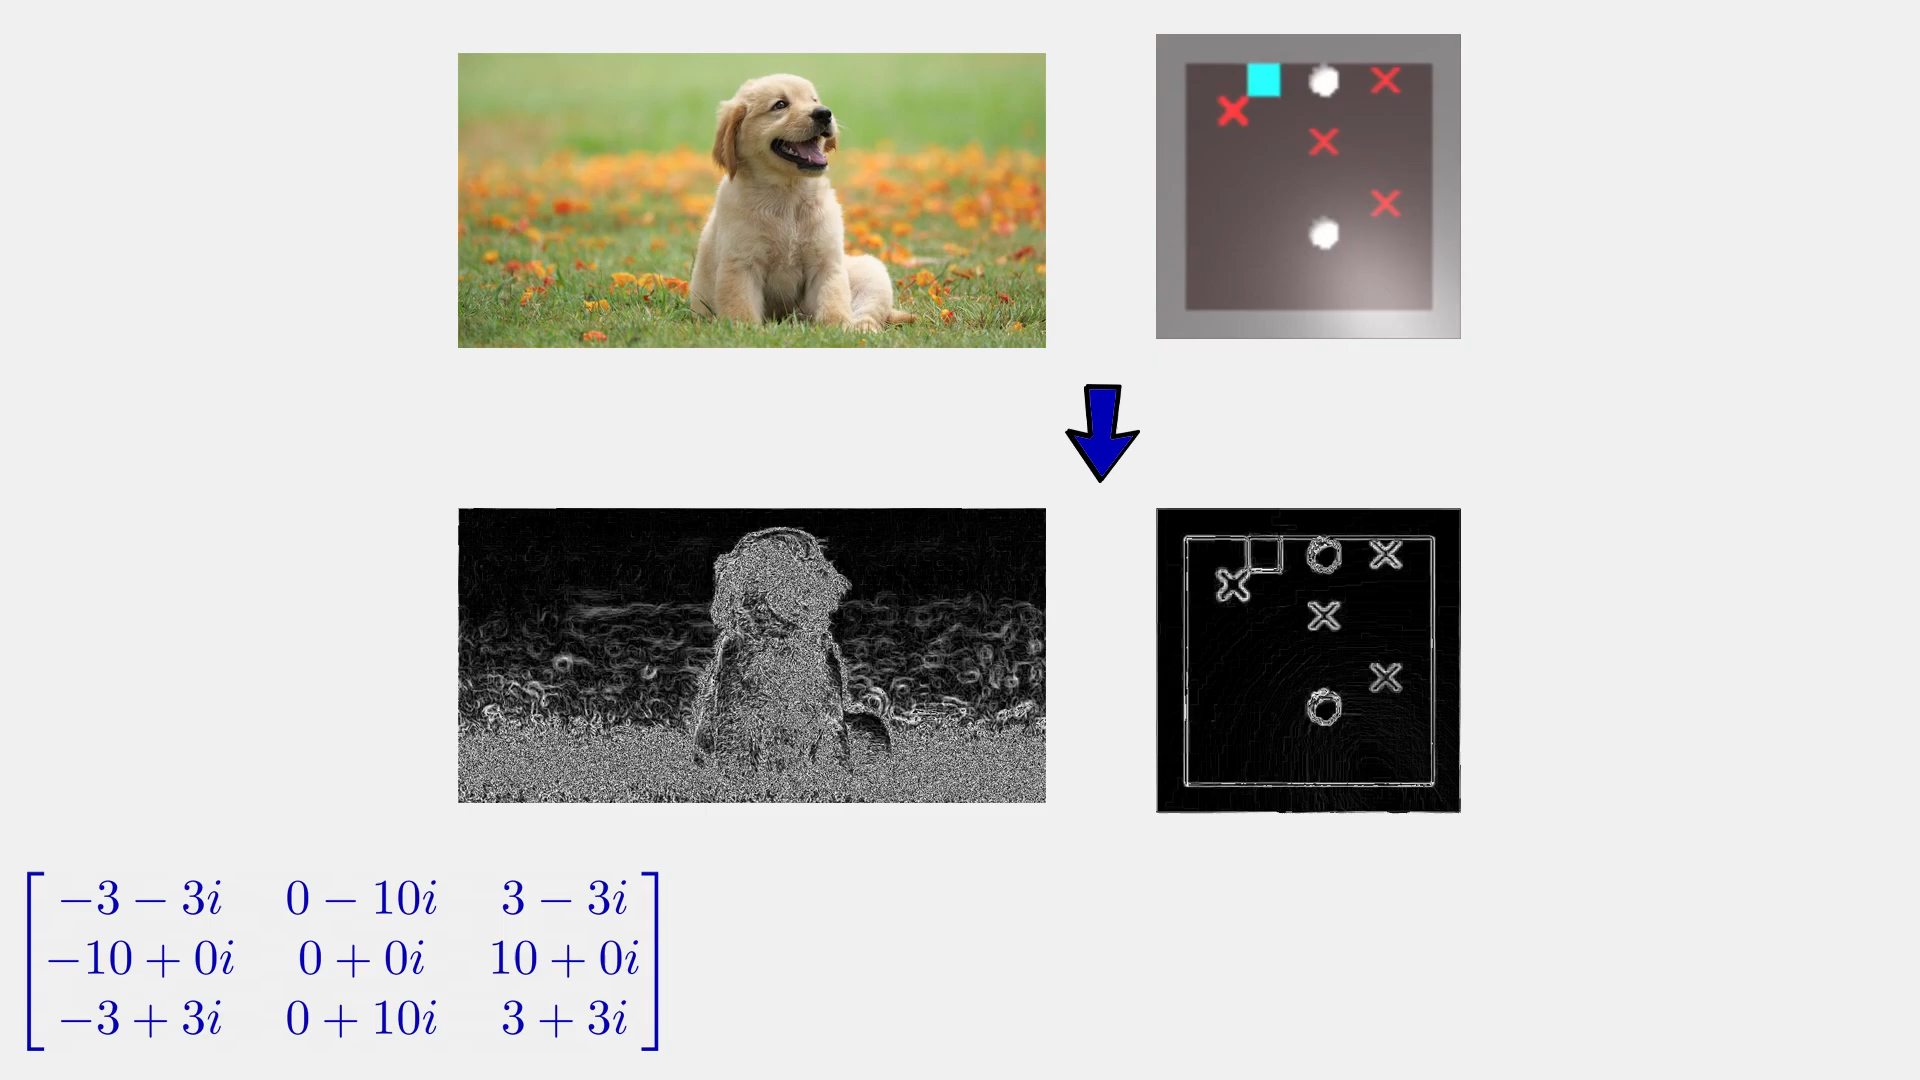 −3 − 3i 0 − 10i 3 − 3i
−10 + 0i 0 + 0i 10 + 0i
−3 + 3i 0 + 10i 3 + 3i